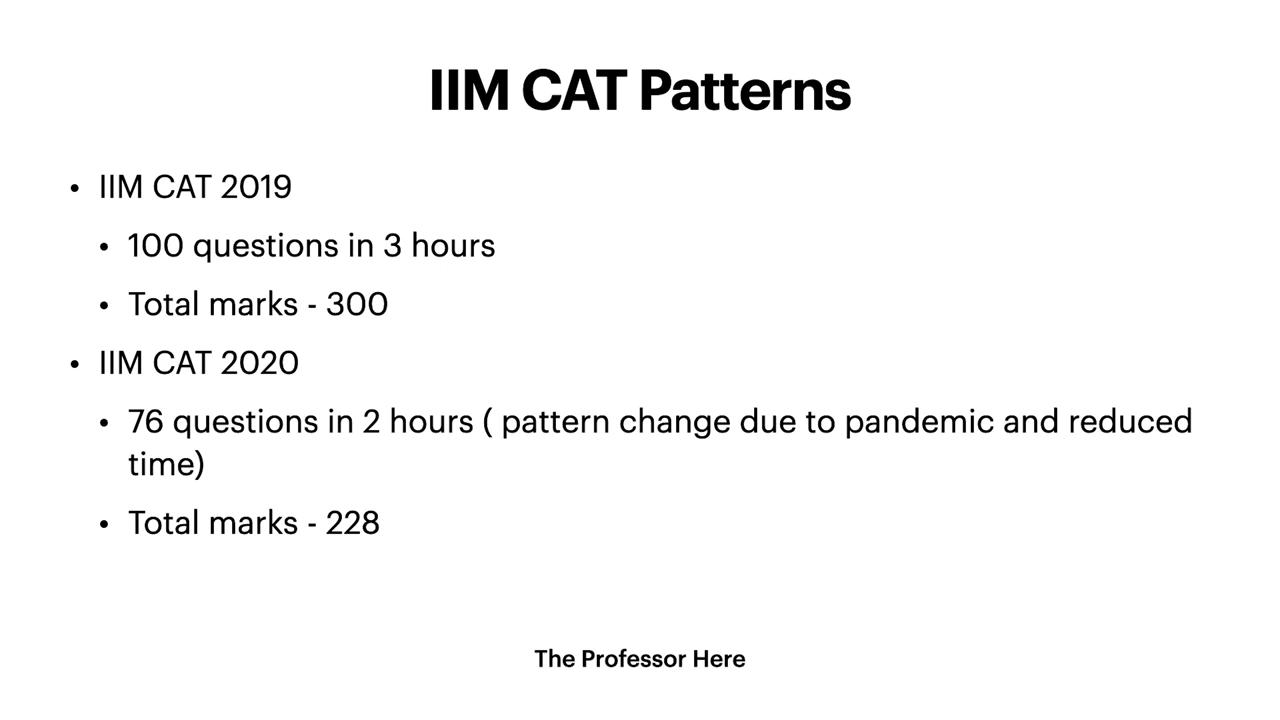 IIM CAT Patterns
• IIM CAT 2019
• 100 questions in 3 hours
• Total marks - 300
• IIM CAT 2020
• 76 questions in 2 hours ( pattern change due to pandemic and reduced
time)
• Total marks - 228
The Professor Here